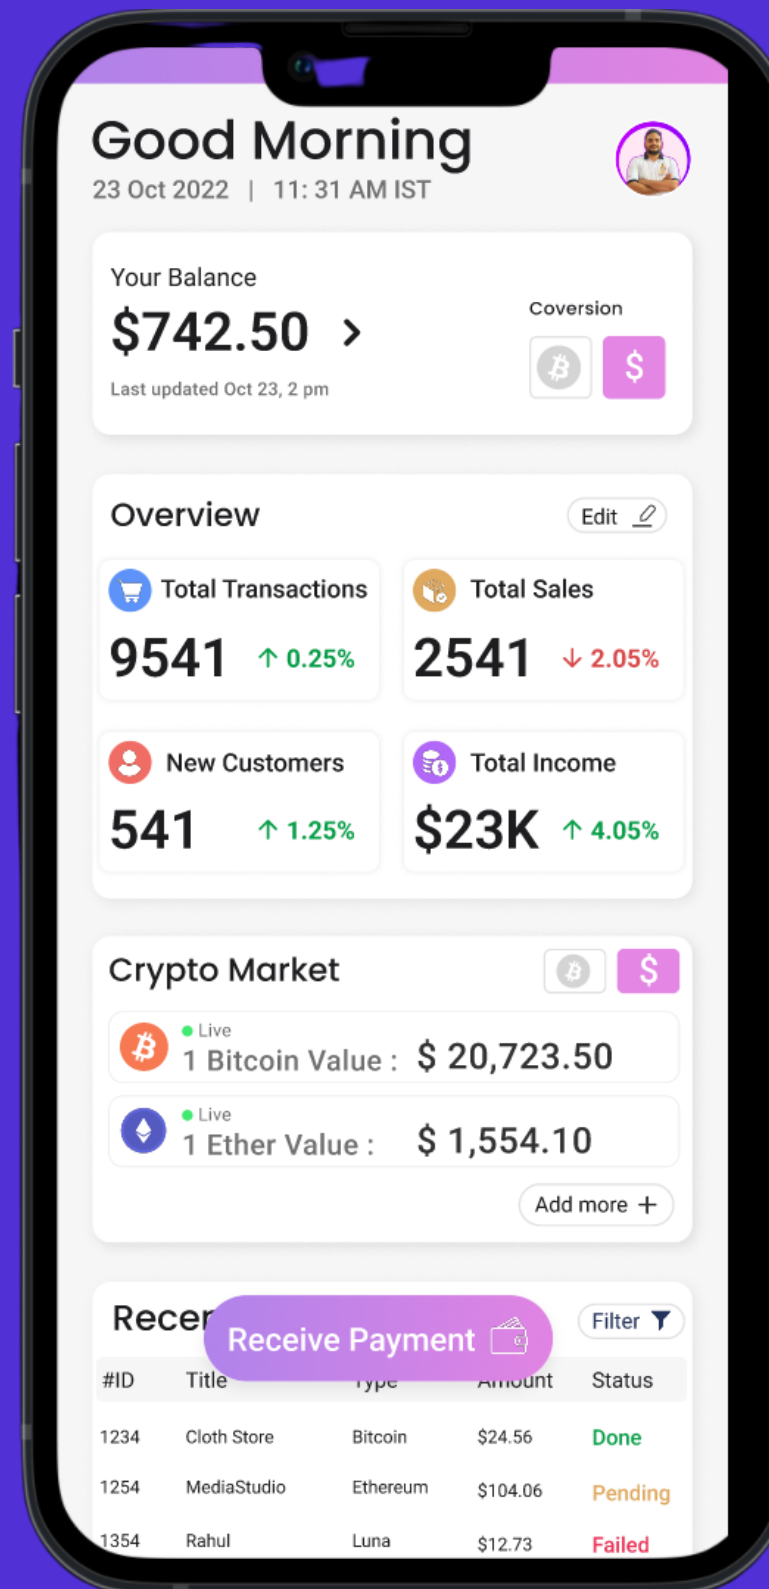 Good Morning
23 Oct 2022 | 11: 31 AM IST
Your Balance
$742.50 >
Last updated Oct 23, 2 pm
Coversion
$
Overview
Edit
Total Transactions
9541 ↑ 0.25%
Total Sales
2541 ↓ 2.05%
New Customers
541 ↑ 1.25%
Total Income
$23K ↑ 4.05%
Crypto Market
$
Live
1 Bitcoin Value : $ 20,723.50
Live
1 Ether Value : $ 1,554.10
Add more +
Receive Payment
Filter
#ID Title Type Amount Status
1234 Cloth Store Bitcoin $24.56 Done
1254 MediaStudio Ethereum $104.06 Pending
1354 Rahul Luna $12.73 Failed